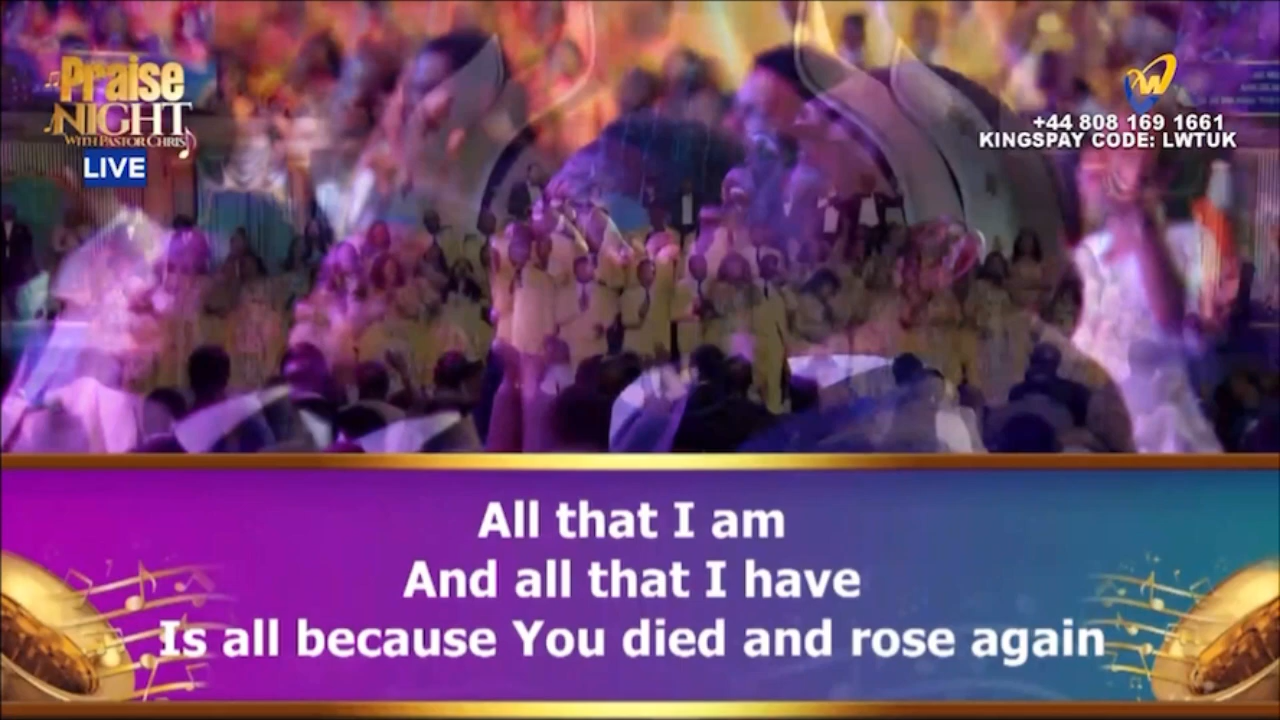 Praise
NIGHT
WITH PASTOR CHRIS
LIVE
W
+44 808 169 1661
KINGSPAY CODE: LWTUK
All that I am
And all that I have
Is all because You died and rose again